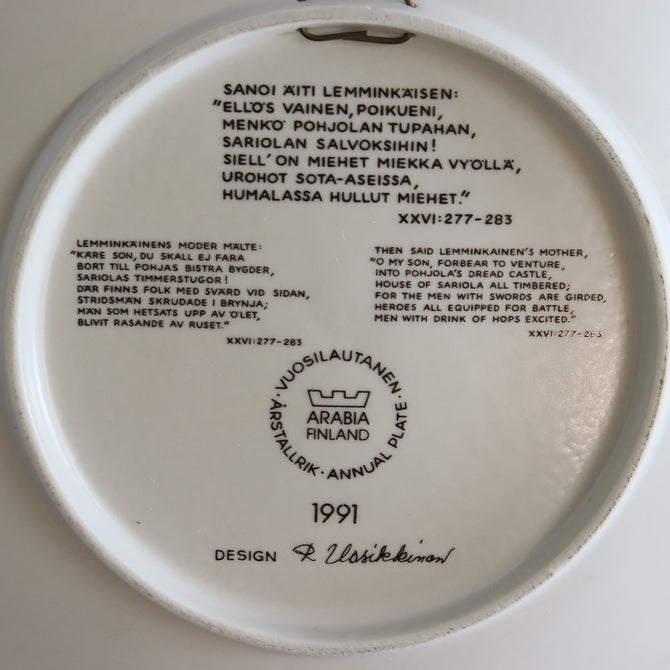 SANOI ÄITI LEMMINKÄISEN:
"ELLÖS VAINEN, POIKUENI,
MENKÖ POHJOLAN TUPAHAN,
SARIOLAN SALVOKSIHIN!
SIELL' ON MIEHET MIEKKA VYÖLLÄ,
UROHOT SOTA-ASEISSA,
HUMALASSA HULLUT MIEHET."
XXVI:277-283
LEMMINKÄINENS MODER MÄLTE:
"KÄRE SON, DU SKALL EJ FARA
BORT TILL POHJAS BISTRA BYGDER,
SARIOLAS TIMMERSTUGOR!
DÄR FINNS FOLK MED SVÄRD VID SIDAN,
STRIDSMÄN SKRUDADE I BRYNJA;
MÄN SOM HETSATS UPP AV ÖLET,
BLIVIT RASANDE AV RUSET."
XXVI:277-283
THEN SAID LEMMINKAINEN'S MOTHER,
"O MY SON, FORBEAR TO VENTURE,
INTO POHJOLA'S DREAD CASTLE,
HOUSE OF SARIOLA ALL TIMBERED;
FOR THE MEN WITH SWORDS ARE GIRDED,
HEROES ALL EQUIPPED FOR BATTLE,
MEN WITH DRINK OF HOPS EXCITED."
XXVI:277-283
· VUOSILAUTANEN ·
ARABIA
FINLAND
ÅRSTALLRIK · ANNUAL PLATE
1991
DESIGN R Uosikkinen